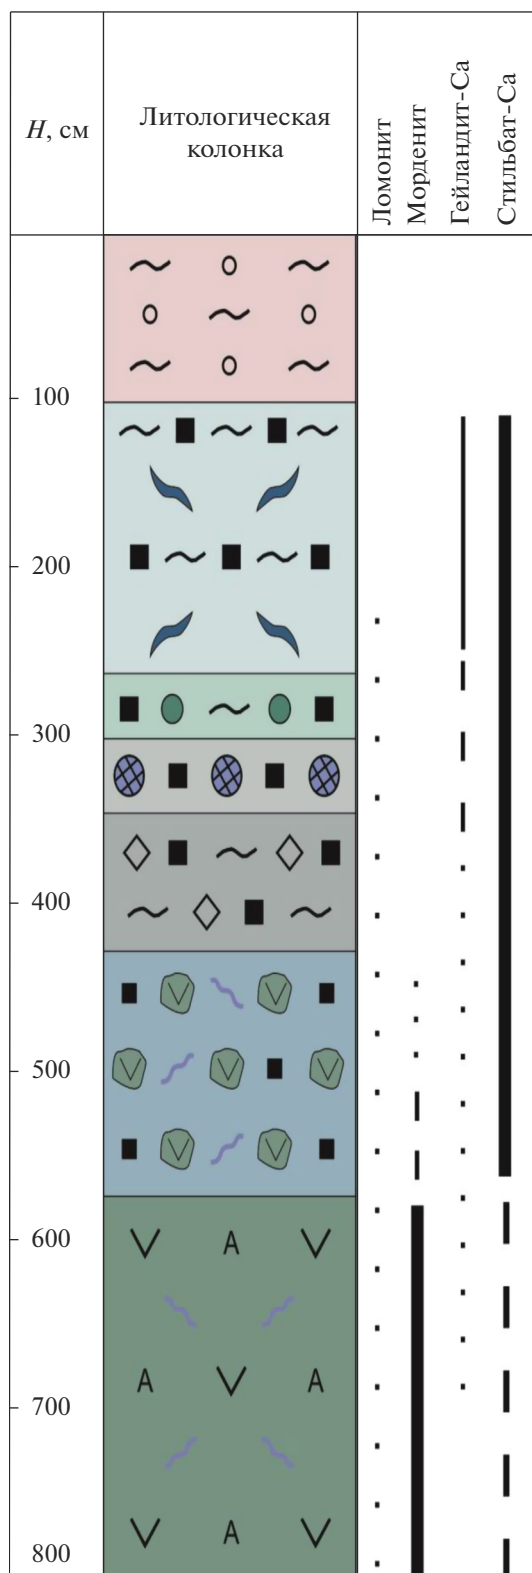 H, см
Литологическая
колонка
Ломонит
Морденит
Гейландит-Ca
Стильбат-Ca
100
200
300
400
500
600
A
A
A
700
A
800